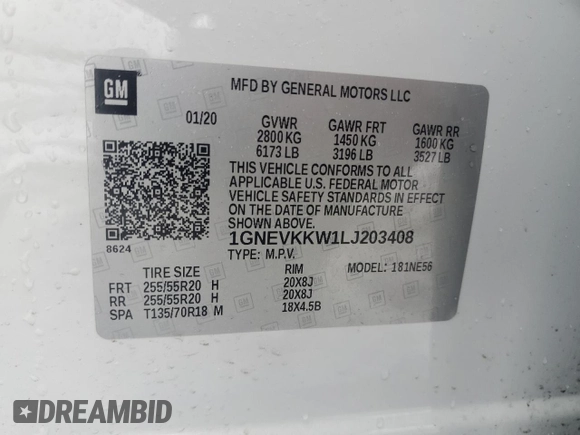 GM
MFD BY GENERAL MOTORS LLC
01/20 GVWR GAWR FRT GAWR RR
2800 KG 1450 KG 1600 KG
6173 LB 3196 LB 3527 LB
THIS VEHICLE CONFORMS TO ALL
APPLICABLE U.S. FEDERAL MOTOR
VEHICLE SAFETY STANDARDS IN EFFECT
ON THE DATE OF MANUFACTURE
SHOWN ABOVE.
8624
1GNEVKKW1LJ203408
TYPE: M.P.V. MODEL: 181NE56
TIRE SIZE RIM
FRT 255/55R20 H 20X8J
RR 255/55R20 H 20X8J
SPA T135/70R18 M 18X4.5B
DREAMBID